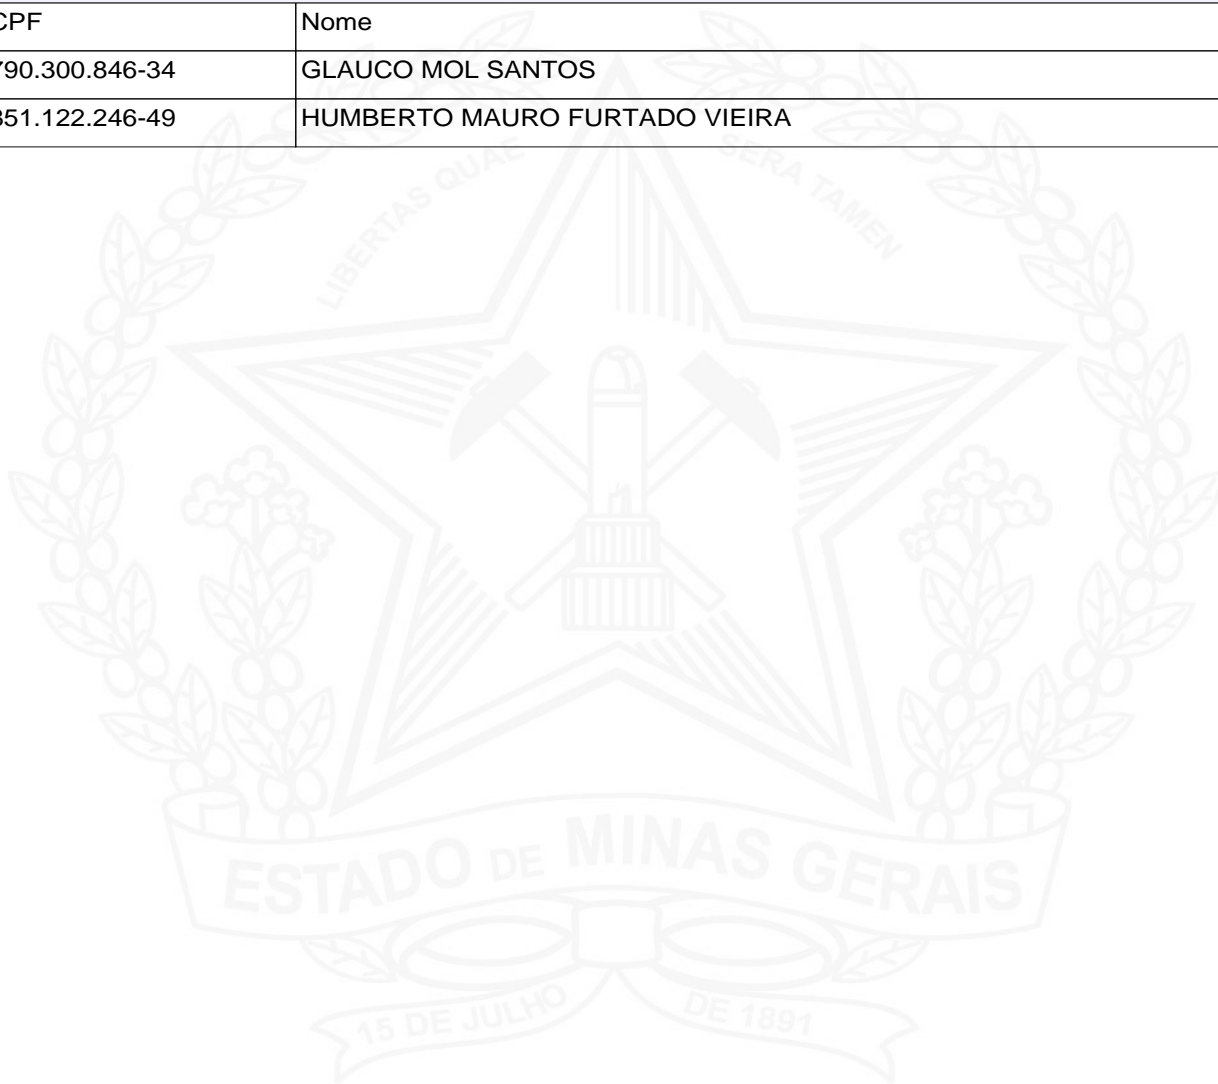 CPF Nome
790.300.846-34 GLAUCO MOL SANTOS
851.122.246-49 HUMBERTO MAURO FURTADO VIEIRA
LIBERTAS QUAE SERA TAMEN
ESTADO DE MINAS GERAIS
15 DE JULHO DE 1891